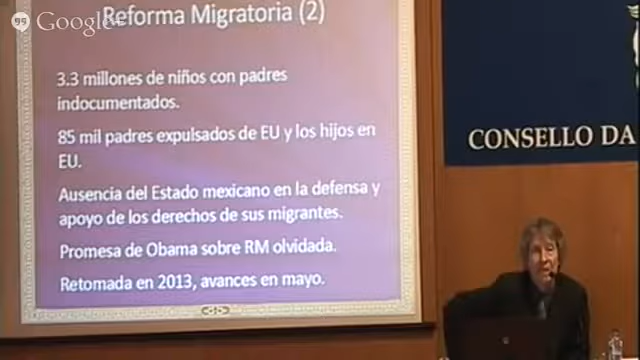 Google+
Reforma Migratoria (2)
3.3 millones de niños con padres
indocumentados.
85 mil padres expulsados de EU y los hijos en
EU.
Ausencia del Estado mexicano en la defensa y
apoyo de los derechos de sus migrantes.
Promesa de Obama sobre RM olvidada.
Retomada en 2013, avances en mayo.
CONSELLO DA